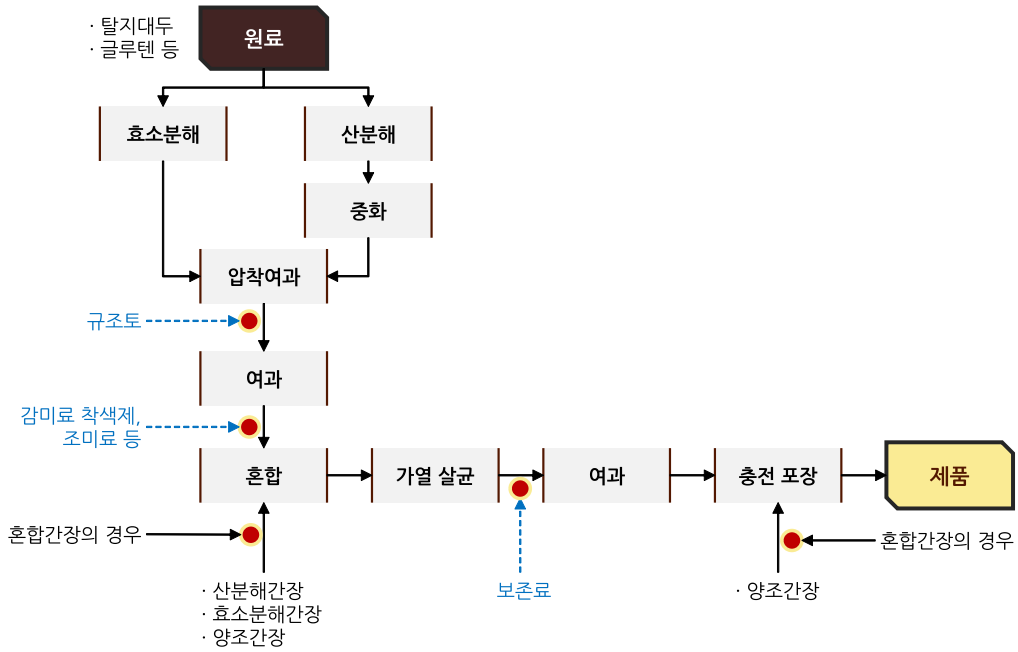 · 탈지대두
· 글루텐 등
원료
효소분해
산분해
중화
압착여과
규조토
여과
감미료 착색제,
조미료 등
혼합
가열 살균
여과
충전 포장
제품
혼합간장의 경우
혼합간장의 경우
· 산분해간장
· 효소분해간장
· 양조간장
보존료
· 양조간장